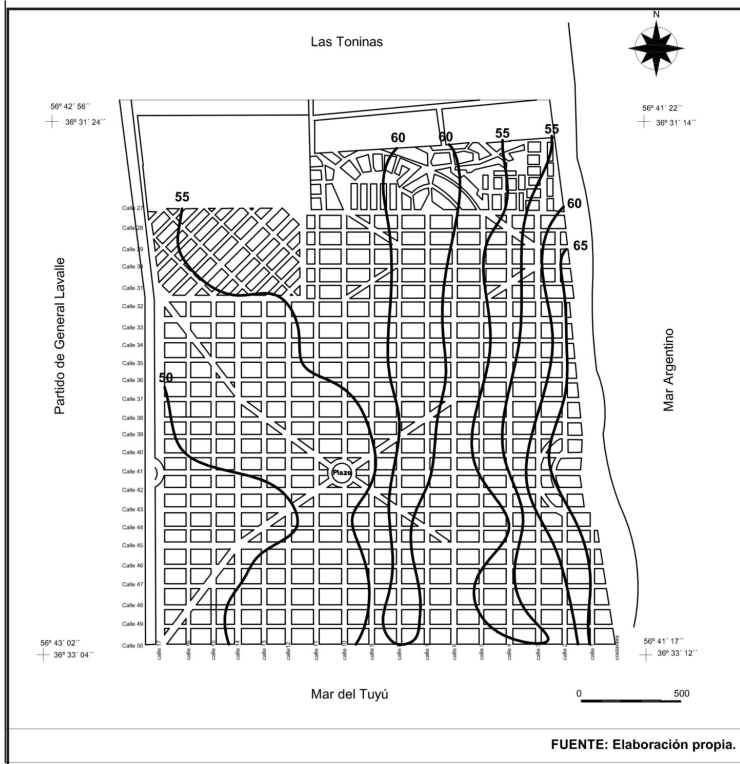 N
Las Toninas
56º 42´ 56´´
36º 31´ 24´´
56º 41´ 22´´
36º 31´ 14´´
60
60
55
55
55
60
65
50
Calle 27
Calle 28
Calle 29
Calle 30
Calle 31
Calle 32
Calle 33
Calle 34
Calle 35
Calle 36
Calle 37
Calle 38
Calle 39
Calle 40
Calle 41
Calle 42
Calle 43
Calle 44
Calle 45
Calle 46
Calle 47
Calle 48
Calle 49
Calle 50
Plaza
Partido de General Lavalle
Mar Argentino
56º 43´ 02´´
36º 33´ 04´´
56º 41´ 17´´
36º 33´ 12´´
Mar del Tuyú
0
500
FUENTE: Elaboración propia.